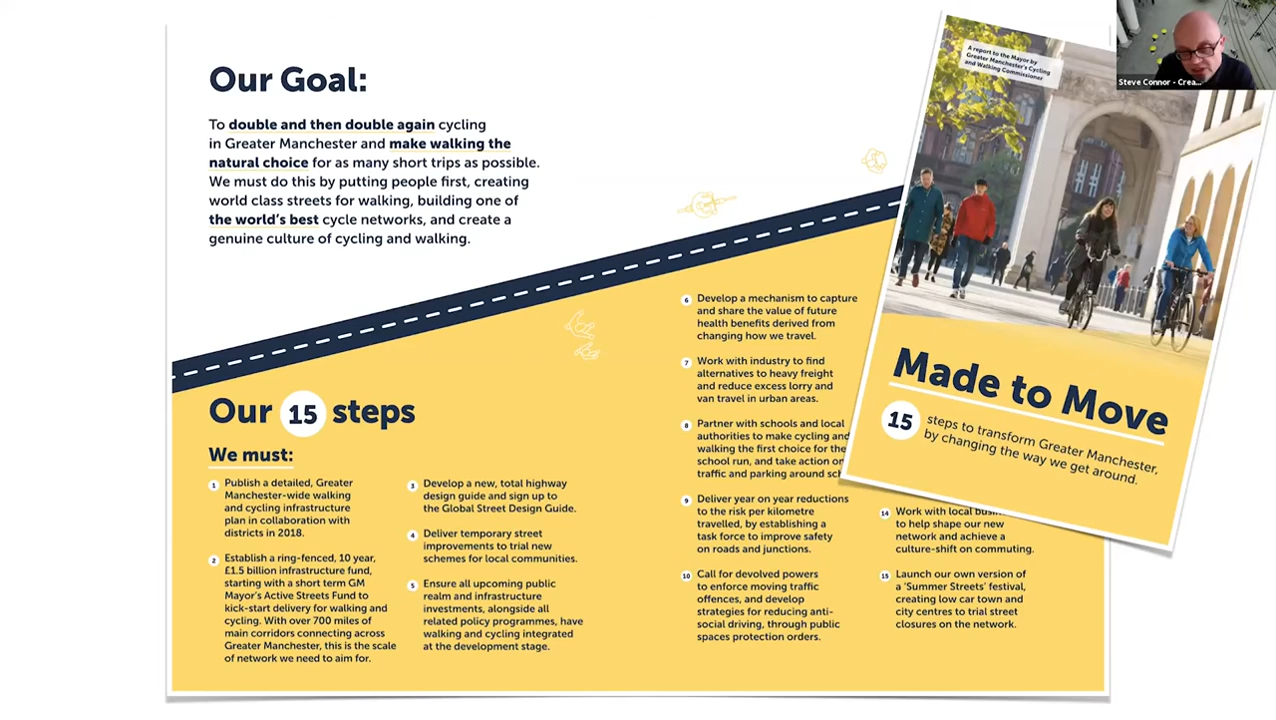 Our Goal:
To double and then double again cycling
in Greater Manchester and make walking the
natural choice for as many short trips as possible.
We must do this by putting people first, creating
world class streets for walking, building one of
the world's best cycle networks, and create a
genuine culture of cycling and walking.
Our 15 steps
We must:
1 Publish a detailed, Greater
Manchester-wide walking
and cycling infrastructure
plan in collaboration with
districts in 2018.
2 Establish a ring-fenced, 10 year,
£1.5 billion infrastructure fund,
starting with a short term GM
Mayor's Active Streets Fund to
kick-start delivery for walking and
cycling. With over 700 miles of
main corridors connecting across
Greater Manchester, this is the scale
of network we need to aim for.
3 Develop a new, total highway
design guide and sign up to
the Global Street Design Guide.
4 Deliver temporary street
improvements to trial new
schemes for local communities.
5 Ensure all upcoming public
realm and infrastructure
investments, alongside all
related policy programmes, have
walking and cycling integrated
at the development stage.
6 Develop a mechanism to capture
and share the value of future
health benefits derived from
changing how we travel.
7 Work with industry to find
alternatives to heavy freight
and reduce excess lorry and
van travel in urban areas.
8 Partner with schools and local
authorities to make cycling and
walking the first choice for the
school run, and take action on
traffic and parking around sch
9 Deliver year on year reductions
to the risk per kilometre
travelled, by establishing a
task force to improve safety
on roads and junctions.
10 Call for devolved powers
to enforce moving traffic
offences, and develop
strategies for reducing anti-
social driving, through public
spaces protection orders.
14 Work with local busin
to help shape our new
network and achieve a
culture-shift on commuting.
15 Launch our own version of
a 'Summer Streets' festival,
creating low car town and
city centres to trial street
closures on the network.
A report to the Mayor by
Greater Manchester's Cycling
and Walking Commissioner
Made to Move
15 steps to transform Greater Manchester,
by changing the way we get around.
Steve Connor - Crea...